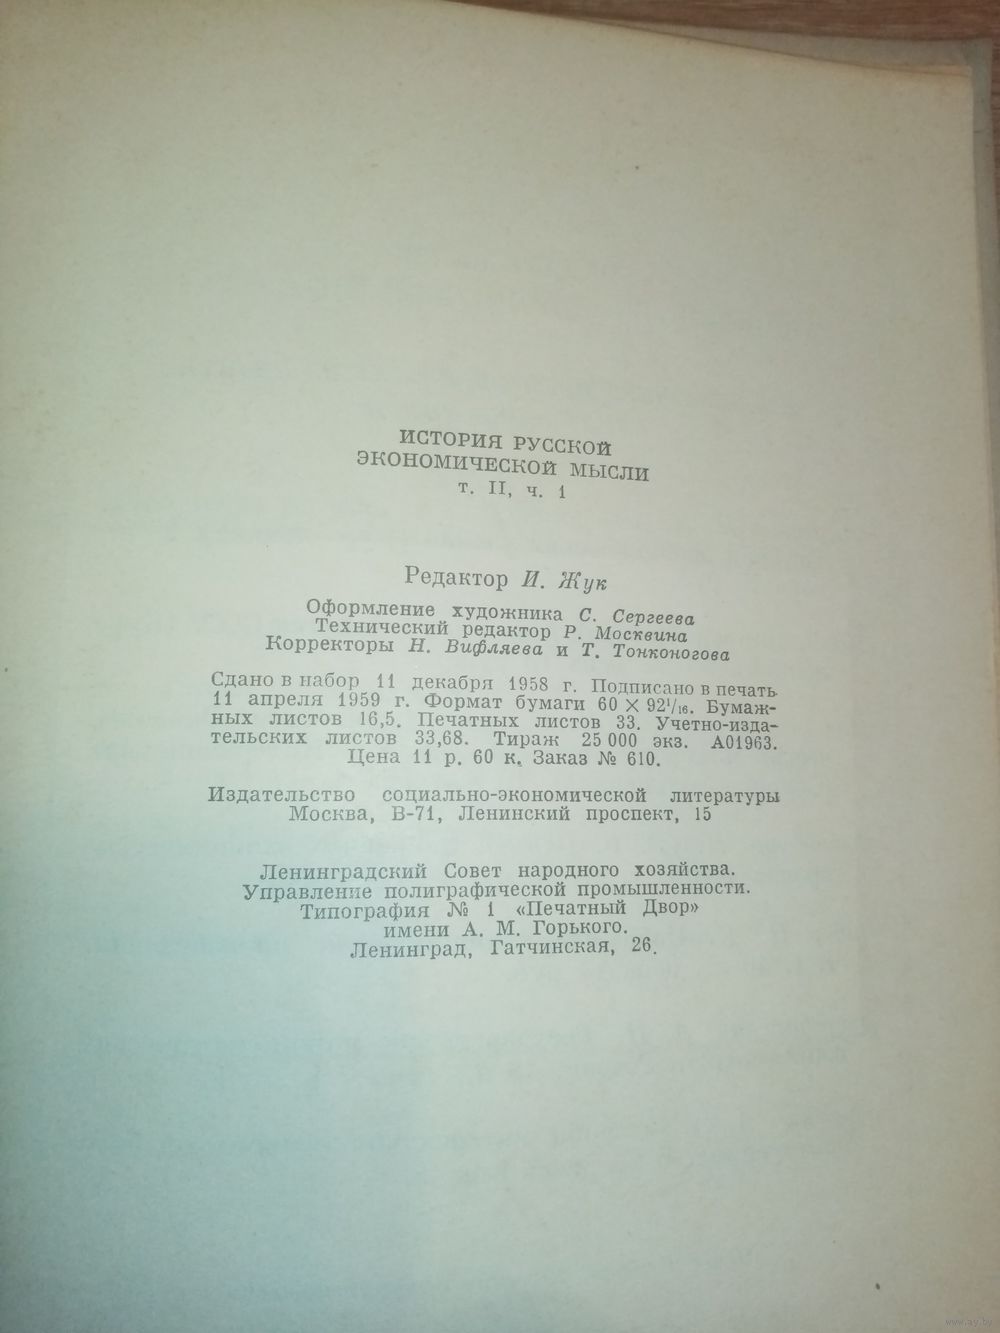 ИСТОРИЯ РУССКОЙ
ЭКОНОМИЧЕСКОЙ МЫСЛИ
т. II, ч. 1
Редактор И. Жук
Оформление художника С. Сергеева
Технический редактор Р. Москвина
Корректоры Н. Вифляева и Т. Тонконогова
Сдано в набор 11 декабря 1958 г. Подписано в печать
11 апреля 1959 г. Формат бумаги 60 × 92¹/₁₆. Бумаж-
ных листов 16,5. Печатных листов 33. Учетно-изда-
тельских листов 33,68. Тираж 25 000 экз. А01963.
Цена 11 р. 60 к. Заказ № 610.
Издательство социально-экономической литературы
Москва, В-71, Ленинский проспект, 15
Ленинградский Совет народного хозяйства.
Управление полиграфической промышленности.
Типография № 1 «Печатный Двор»
имени А. М. Горького.
Ленинград, Гатчинская, 26.
www.ay.by